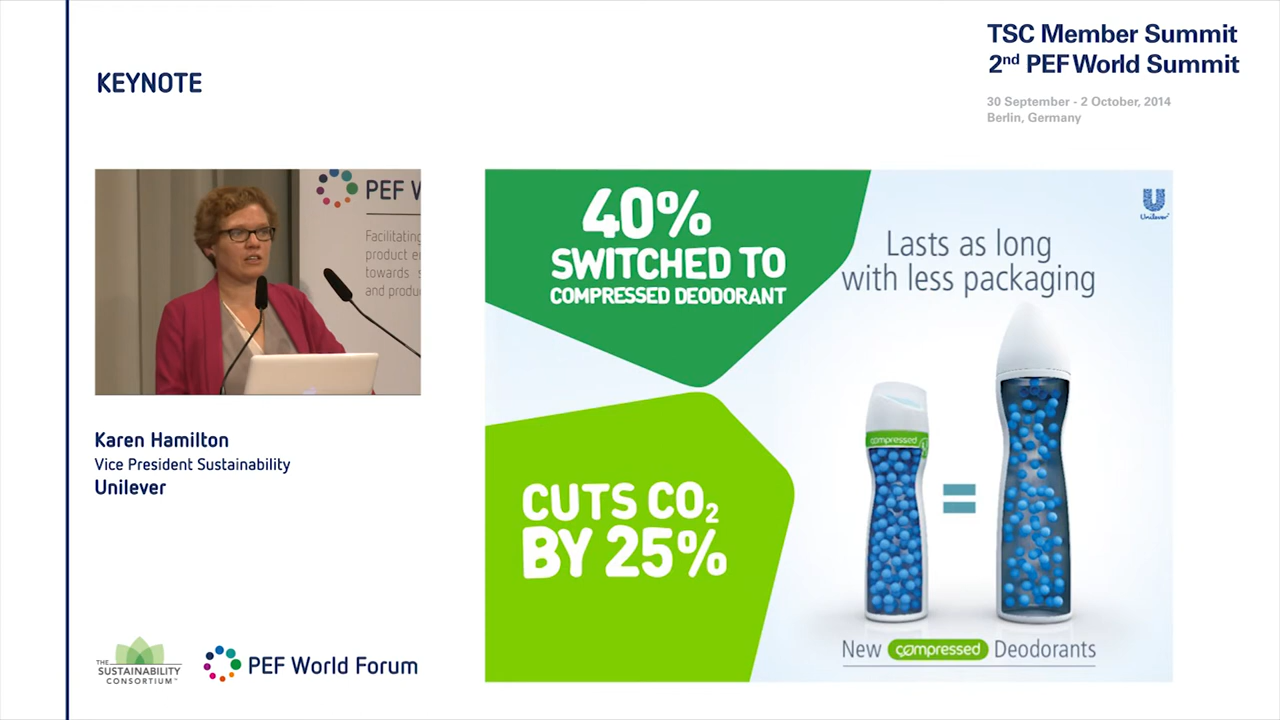 TSC Member Summit
2nd PEF World Summit
KEYNOTE
30 September - 2 October, 2014
Berlin, Germany
PEF W
Facilitating
product e
towards s
and produ
40%
SWITCHED TO
COMPRESSED DEODORANT
Unilever
Lasts as long
with less packaging
compressed
=
CUTS CO2
BY 25%
New compressed Deodorants
Karen Hamilton
Vice President Sustainability
Unilever
THE
SUSTAINABILITY
CONSORTIUM™
PEF World Forum